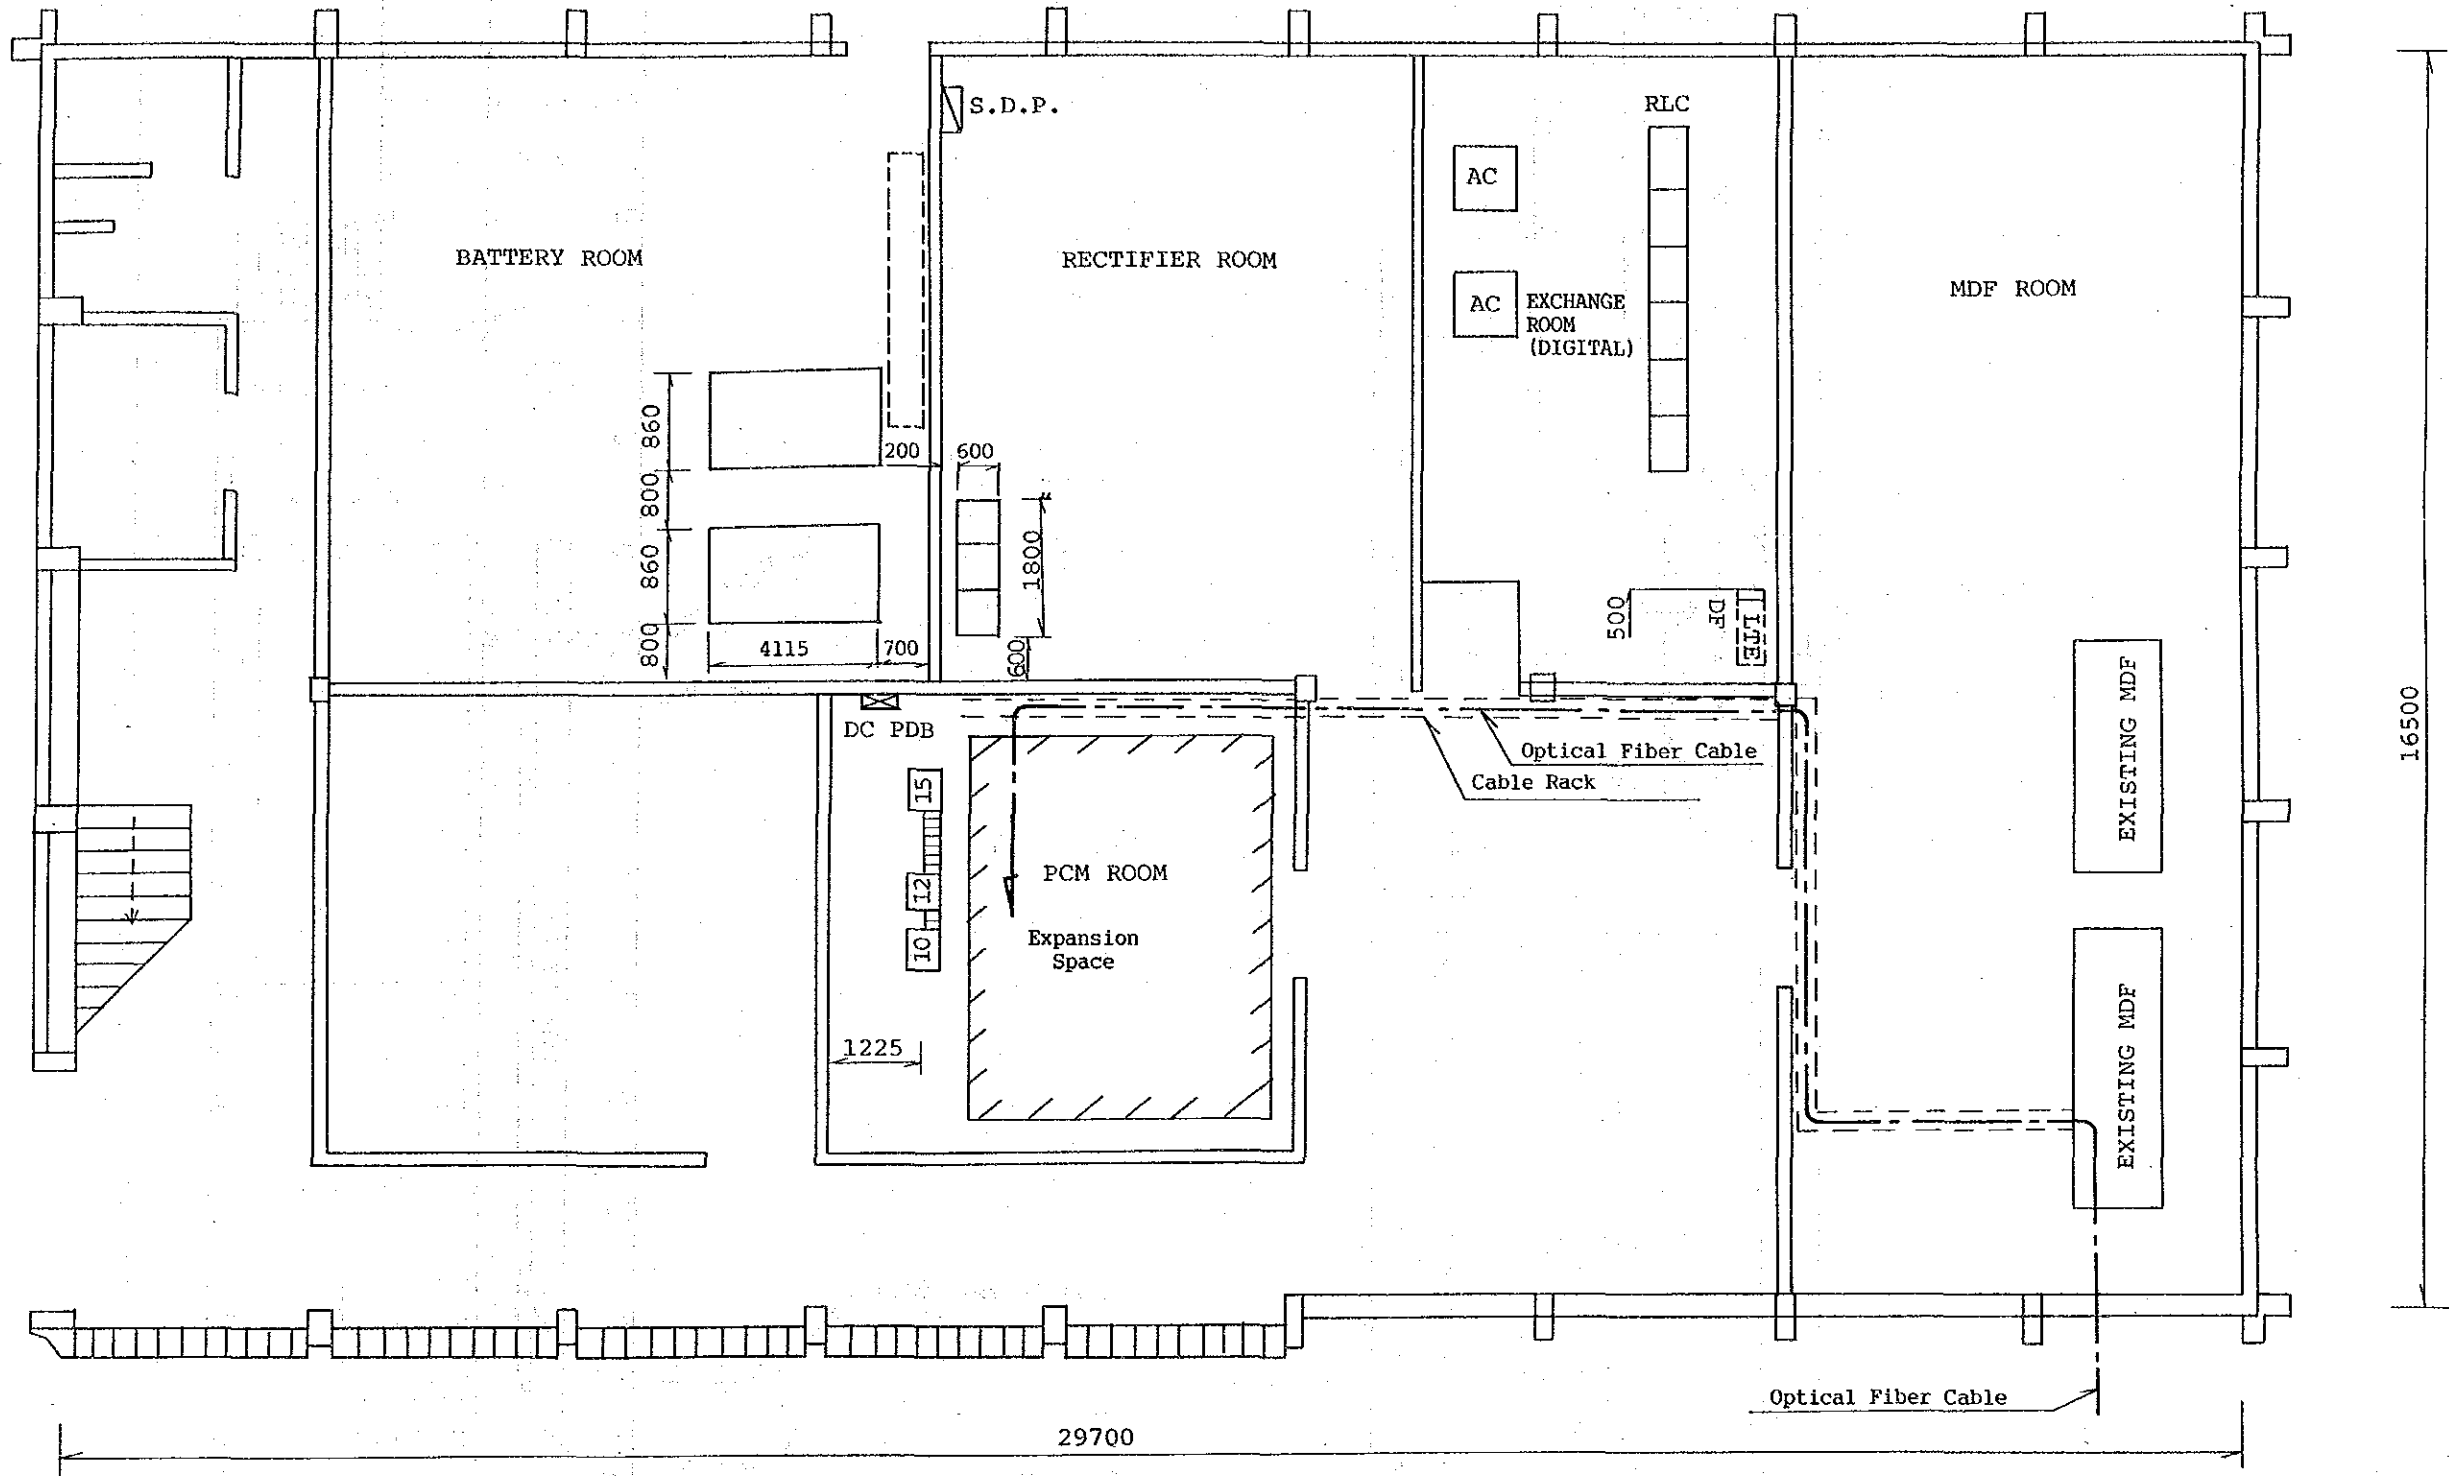 S.D.P.
RLC
AC
BATTERY ROOM
RECTIFIER ROOM
MDF ROOM
AC
EXCHANGE
ROOM
(DIGITAL)
860
200
600
800
860
1800
800
4115
700
600
500
DF
LTE
DC PDB
Optical Fiber Cable
Cable Rack
EXISTING MDF
16500
15
12
10
PCM ROOM
Expansion
Space
1225
EXISTING MDF
Optical Fiber Cable
29700